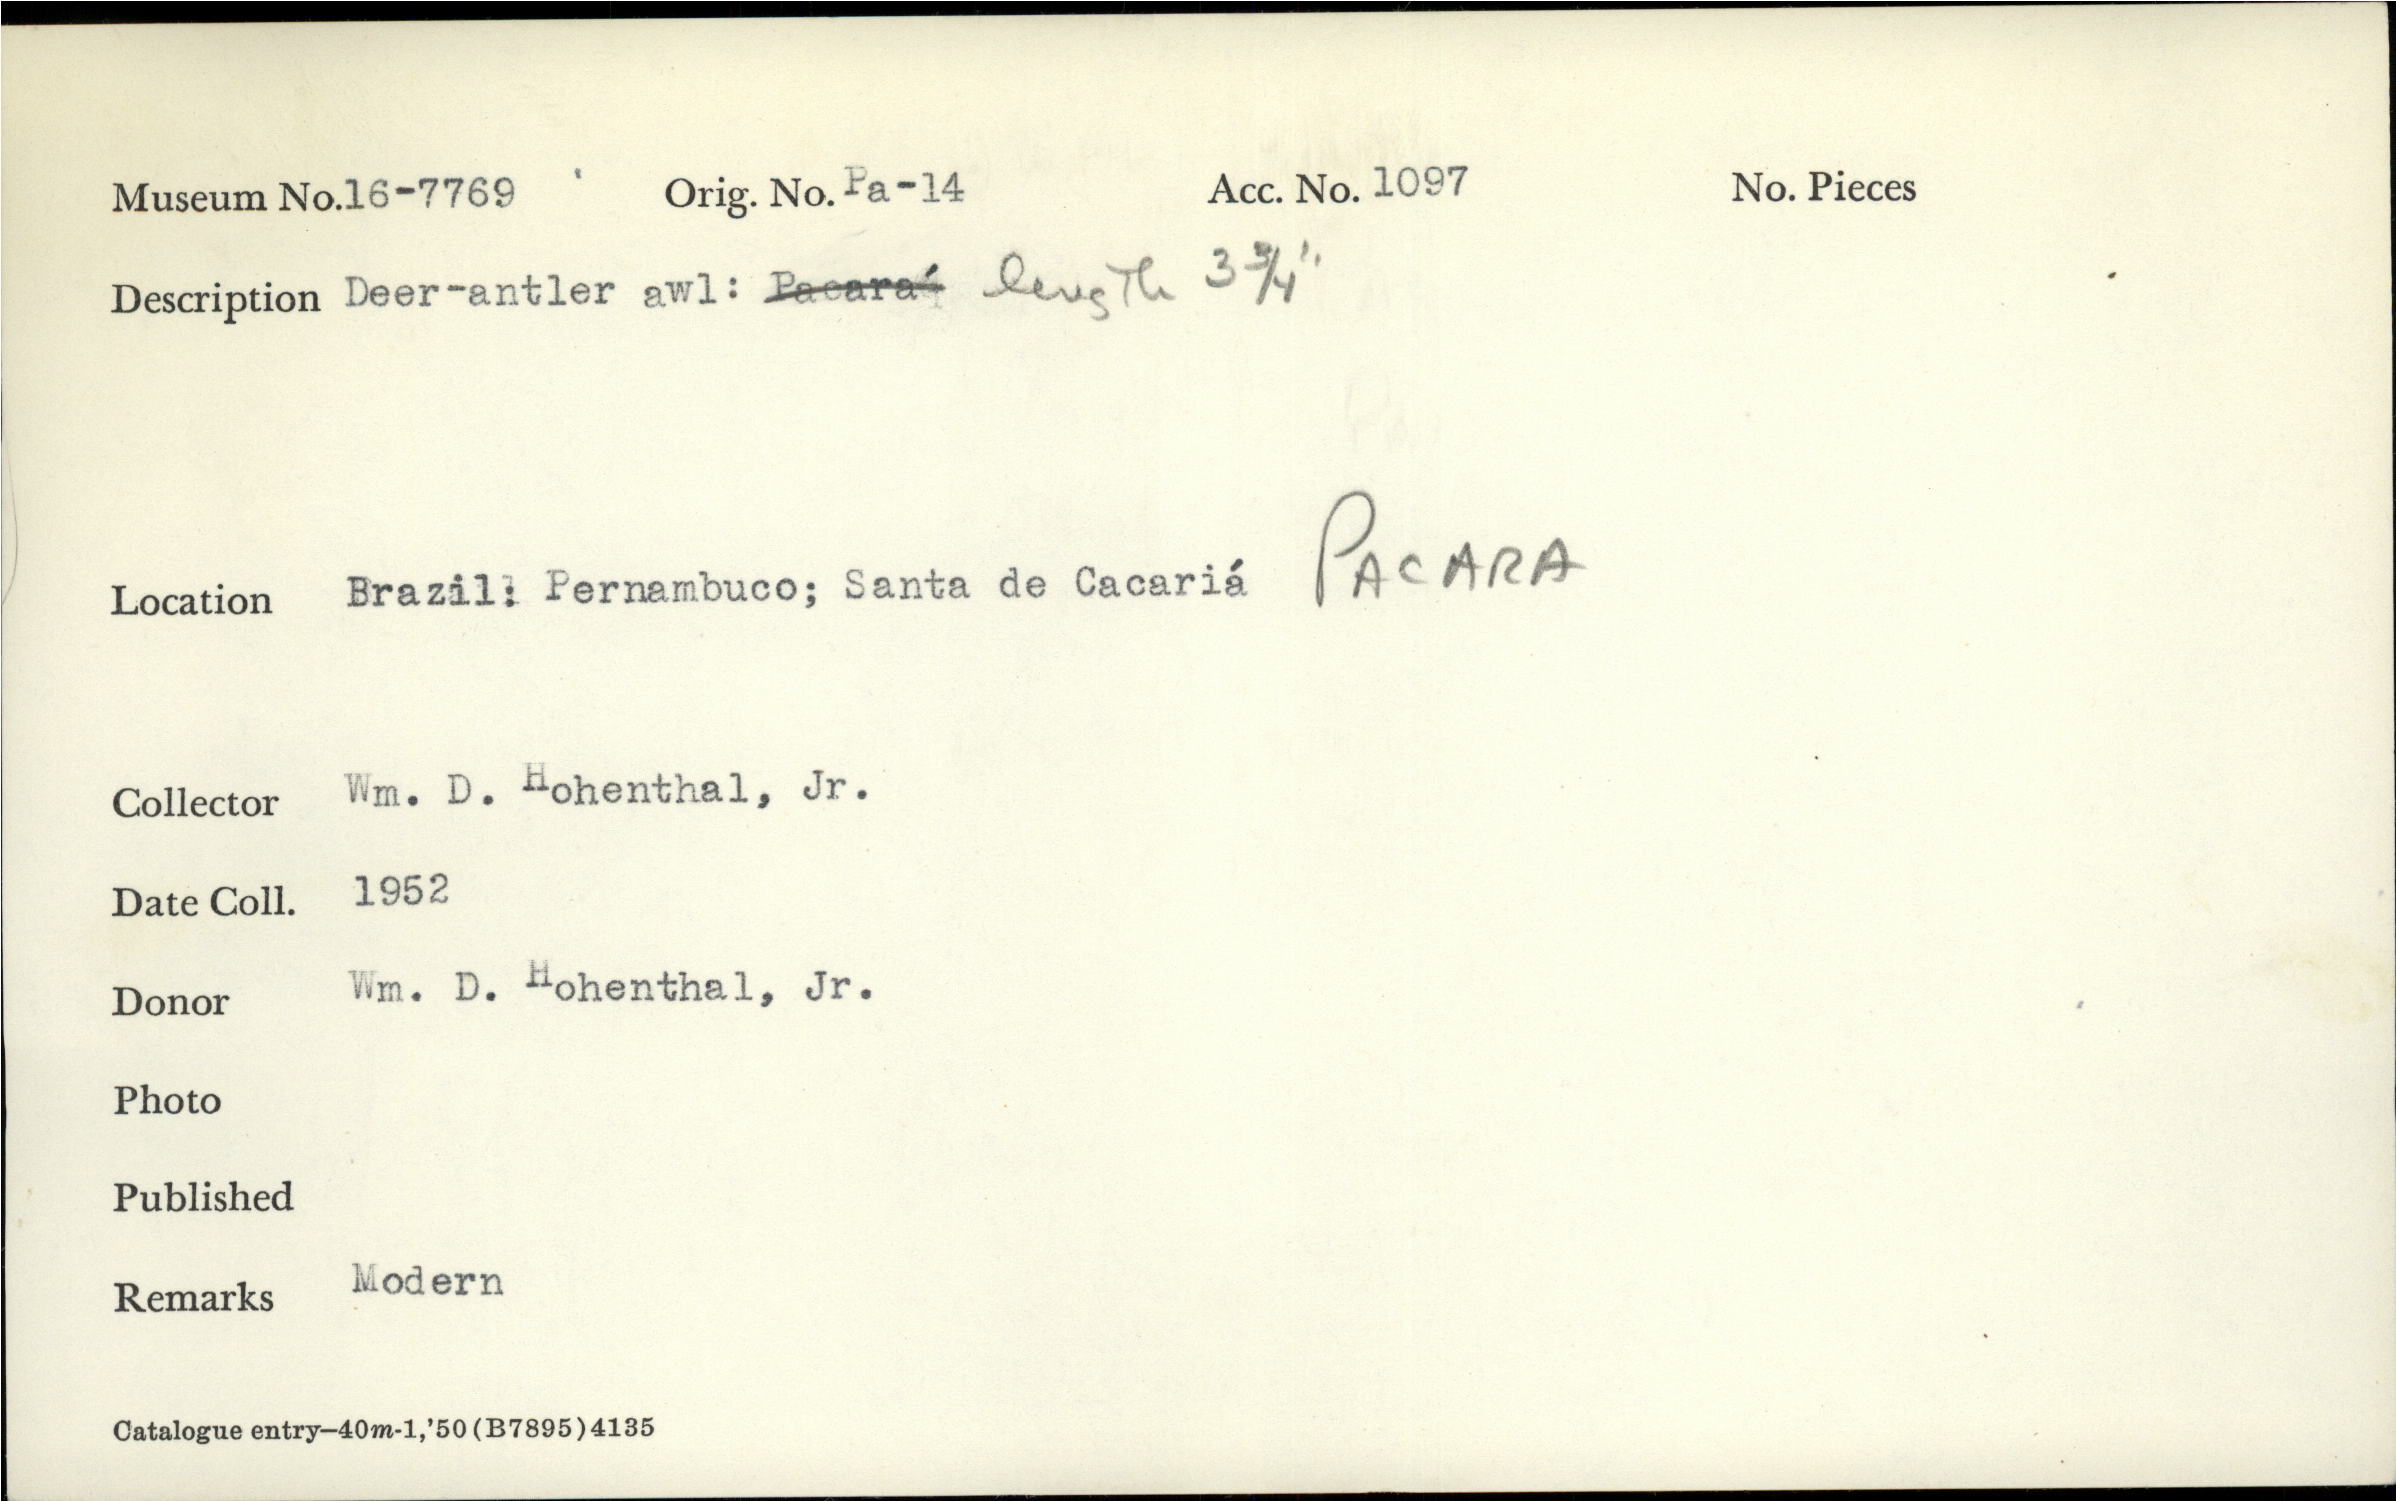 Museum No.16-7769 Orig. No. Pa-14 Acc. No. 1097 No. Pieces
Description Deer-antler awl: Pacaraá length 3 3/4"
Location Brazil: Pernambuco; Santa de Cacariá PACARA
Collector Wm. D. Hohenthal, Jr.
Date Coll. 1952
Donor Wm. D. Hohenthal, Jr.
Photo
Published
Remarks Modern
Catalogue entry—40m-1,'50(B7895)4135